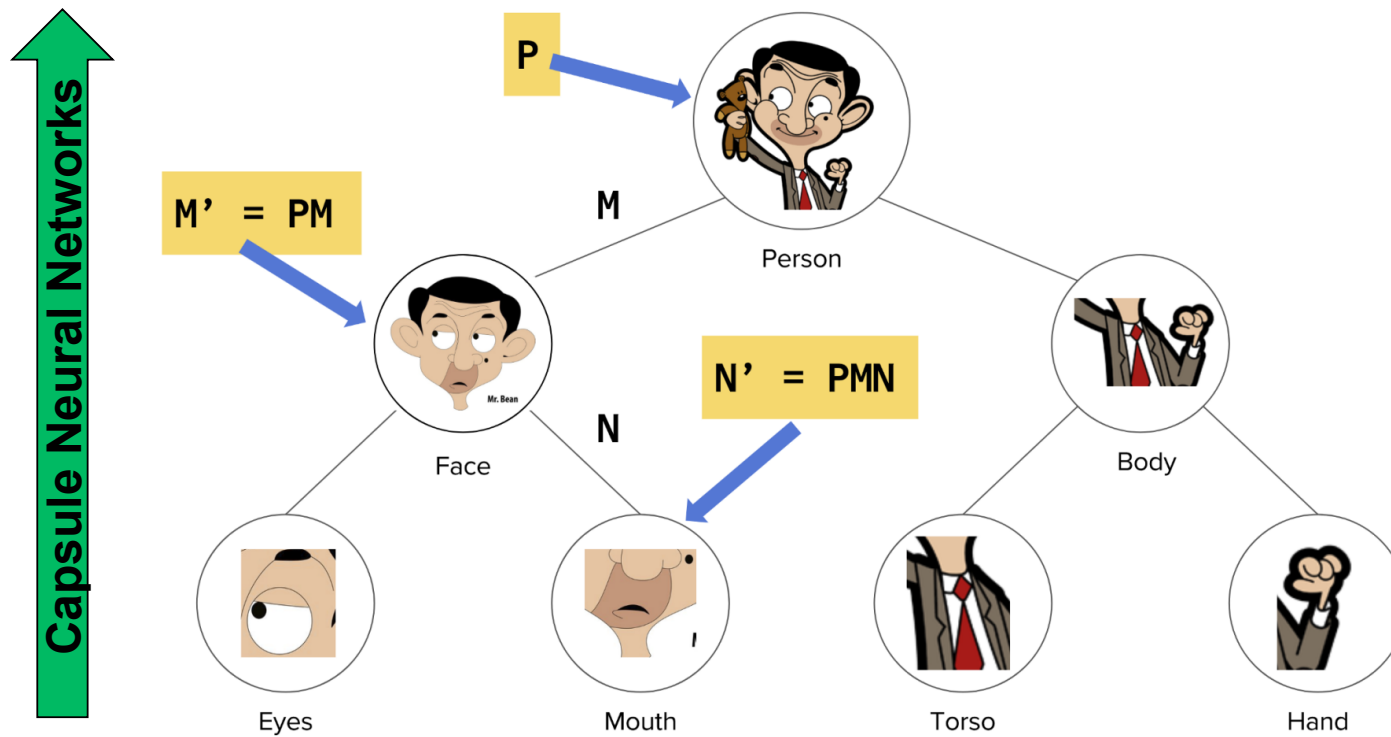 Capsule Neural Networks
P
M’ = PM
M
Person
Mr. Bean
N’ = PMN
N
Face
Body
Eyes
Mouth
Torso
Hand